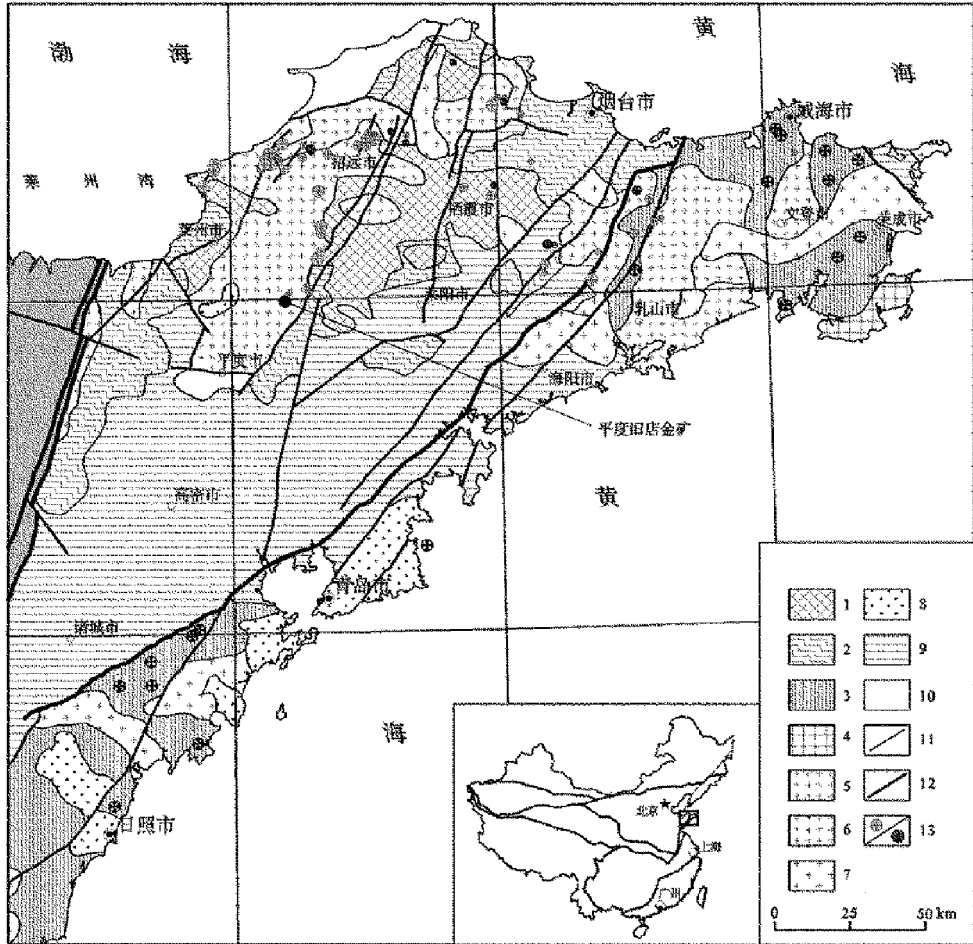 渤 海
黄
海
烟台市
威海市
招远市
莱 州 湾
栖霞市
文登市
荣成市
莱州市
莱阳市
乳山市
平度市
海阳市
平度旧店金矿
高密市
黄
青岛市
诸城市
海
日照市
北京
上海
广州
1 8
2 9
3 10
4 11
5 12
6 13
7
0 25 50 km